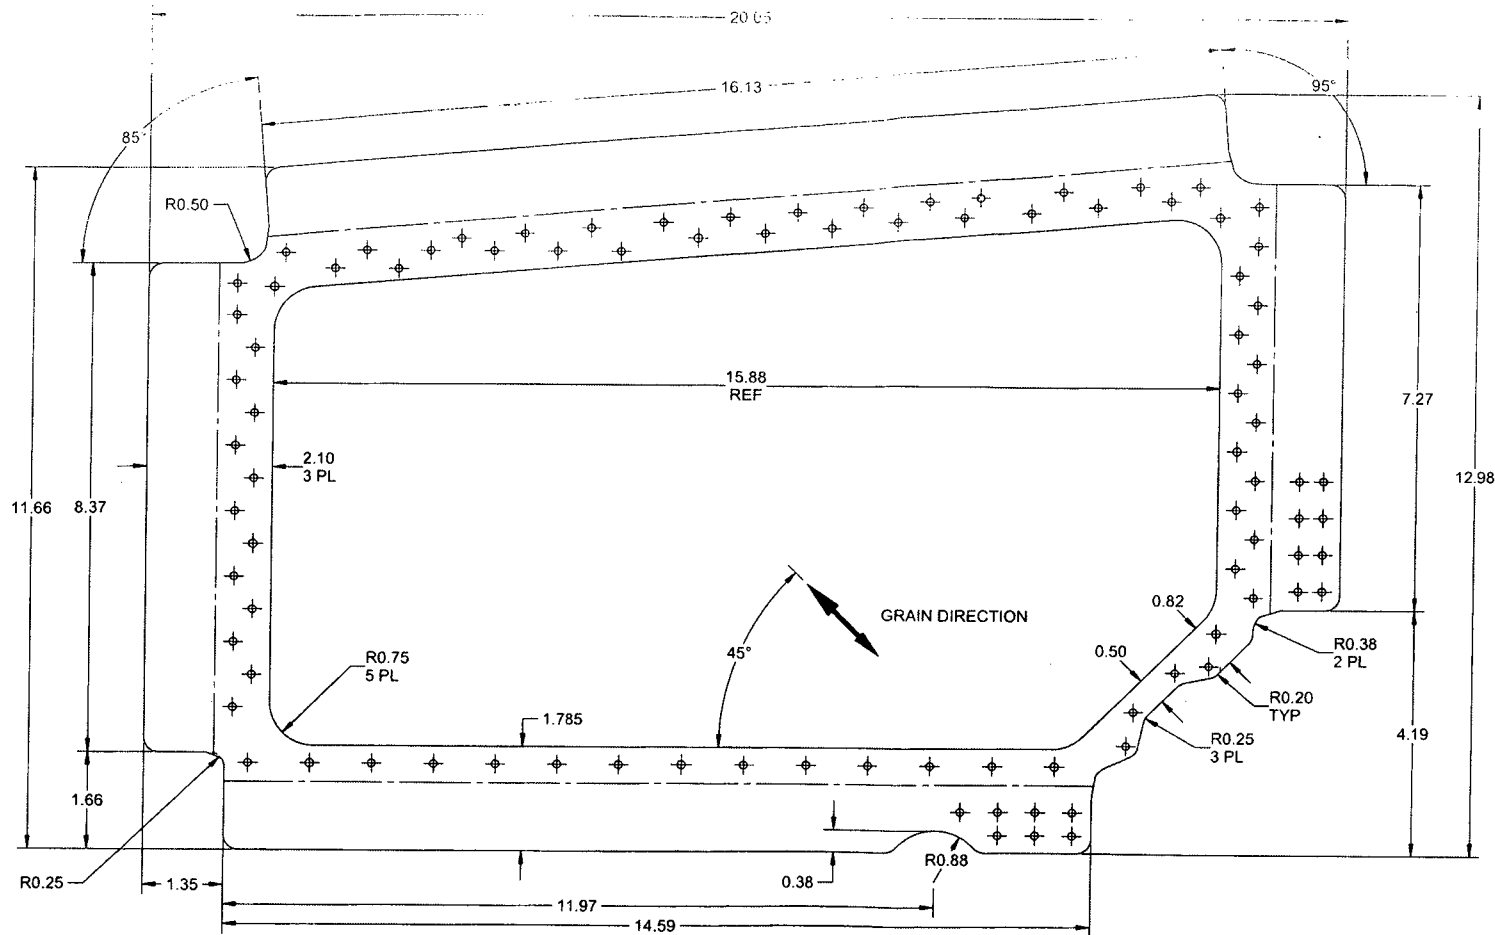 20.05
16.13
95°
85°
R0.50
15.88
REF
7.27
2.10
3 PL
12.98
11.66
8.37
GRAIN DIRECTION
0.82
45°
R0.75
5 PL
0.50
R0.38
2 PL
R0.20
TYP
1.785
R0.25
3 PL
4.19
1.66
R0.88
R0.25
1.35
0.38
11.97
14.59